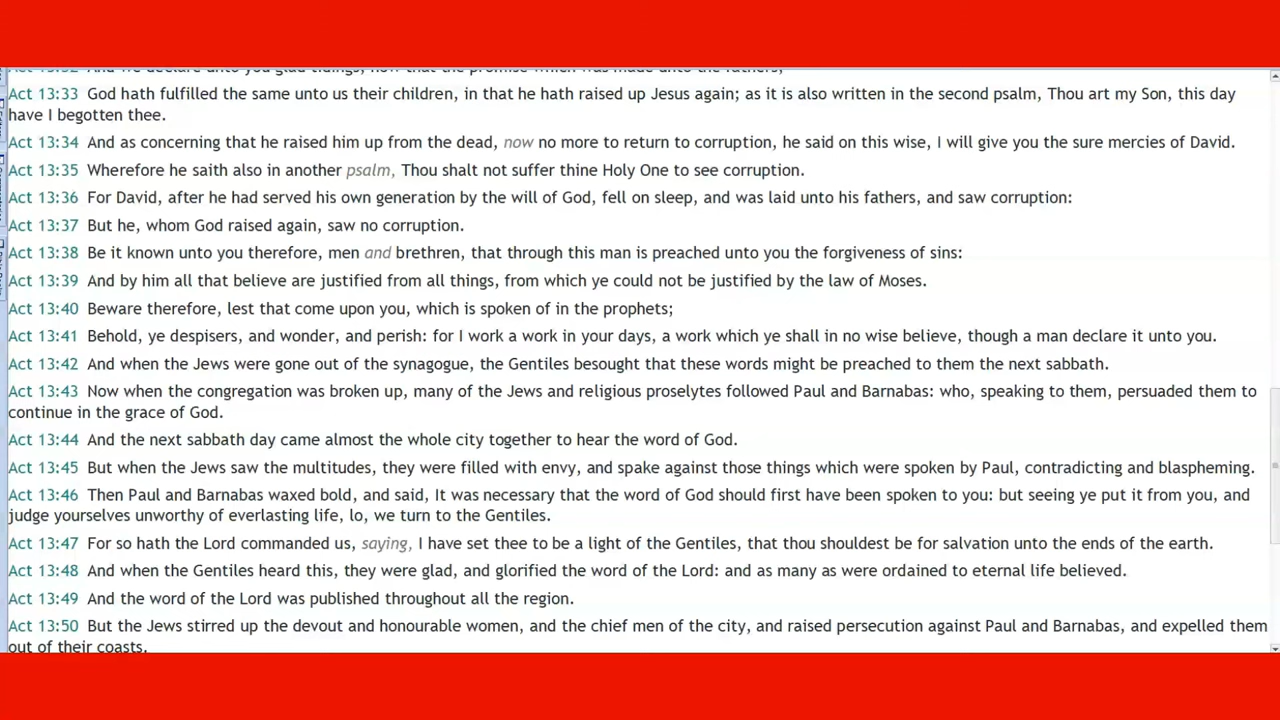 Act 13:33 God hath fulfilled the same unto us their children, in that he hath raised up Jesus again; as it is also written in the second psalm, Thou art my Son, this day
have I begotten thee.
Act 13:34 And as concerning that he raised him up from the dead, now no more to return to corruption, he said on this wise, I will give you the sure mercies of David.
Act 13:35 Wherefore he saith also in another psalm, Thou shalt not suffer thine Holy One to see corruption.
Act 13:36 For David, after he had served his own generation by the will of God, fell on sleep, and was laid unto his fathers, and saw corruption:
Act 13:37 But he, whom God raised again, saw no corruption.
Act 13:38 Be it known unto you therefore, men and brethren, that through this man is preached unto you the forgiveness of sins:
Act 13:39 And by him all that believe are justified from all things, from which ye could not be justified by the law of Moses.
Act 13:40 Beware therefore, lest that come upon you, which is spoken of in the prophets;
Act 13:41 Behold, ye despisers, and wonder, and perish: for I work a work in your days, a work which ye shall in no wise believe, though a man declare it unto you.
Act 13:42 And when the Jews were gone out of the synagogue, the Gentiles besought that these words might be preached to them the next sabbath.
Act 13:43 Now when the congregation was broken up, many of the Jews and religious proselytes followed Paul and Barnabas: who, speaking to them, persuaded them to
continue in the grace of God.
Act 13:44 And the next sabbath day came almost the whole city together to hear the word of God.
Act 13:45 But when the Jews saw the multitudes, they were filled with envy, and spake against those things which were spoken by Paul, contradicting and blaspheming.
Act 13:46 Then Paul and Barnabas waxed bold, and said, It was necessary that the word of God should first have been spoken to you: but seeing ye put it from you, and
judge yourselves unworthy of everlasting life, lo, we turn to the Gentiles.
Act 13:47 For so hath the Lord commanded us, saying, I have set thee to be a light of the Gentiles, that thou shouldest be for salvation unto the ends of the earth.
Act 13:48 And when the Gentiles heard this, they were glad, and glorified the word of the Lord: and as many as were ordained to eternal life believed.
Act 13:49 And the word of the Lord was published throughout all the region.
Act 13:50 But the Jews stirred up the devout and honourable women, and the chief men of the city, and raised persecution against Paul and Barnabas, and expelled them
out of their coasts.